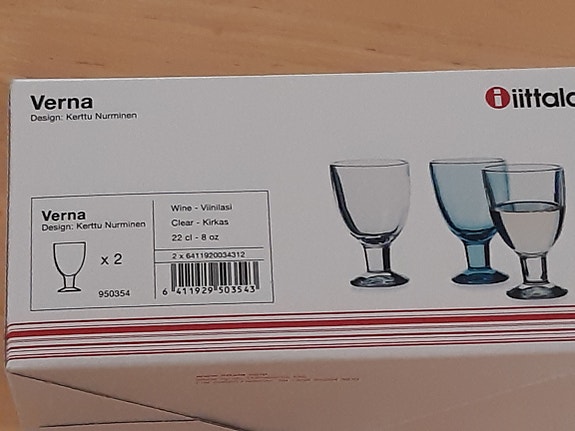 Verna
Design: Kerttu Nurminen
iittala
Verna
Design: Kerttu Nurminen
x 2
950354
Wine - Viinilasi
Clear - Kirkas
22 cl - 8 oz
2 x 6411920034312
6 411929 503543